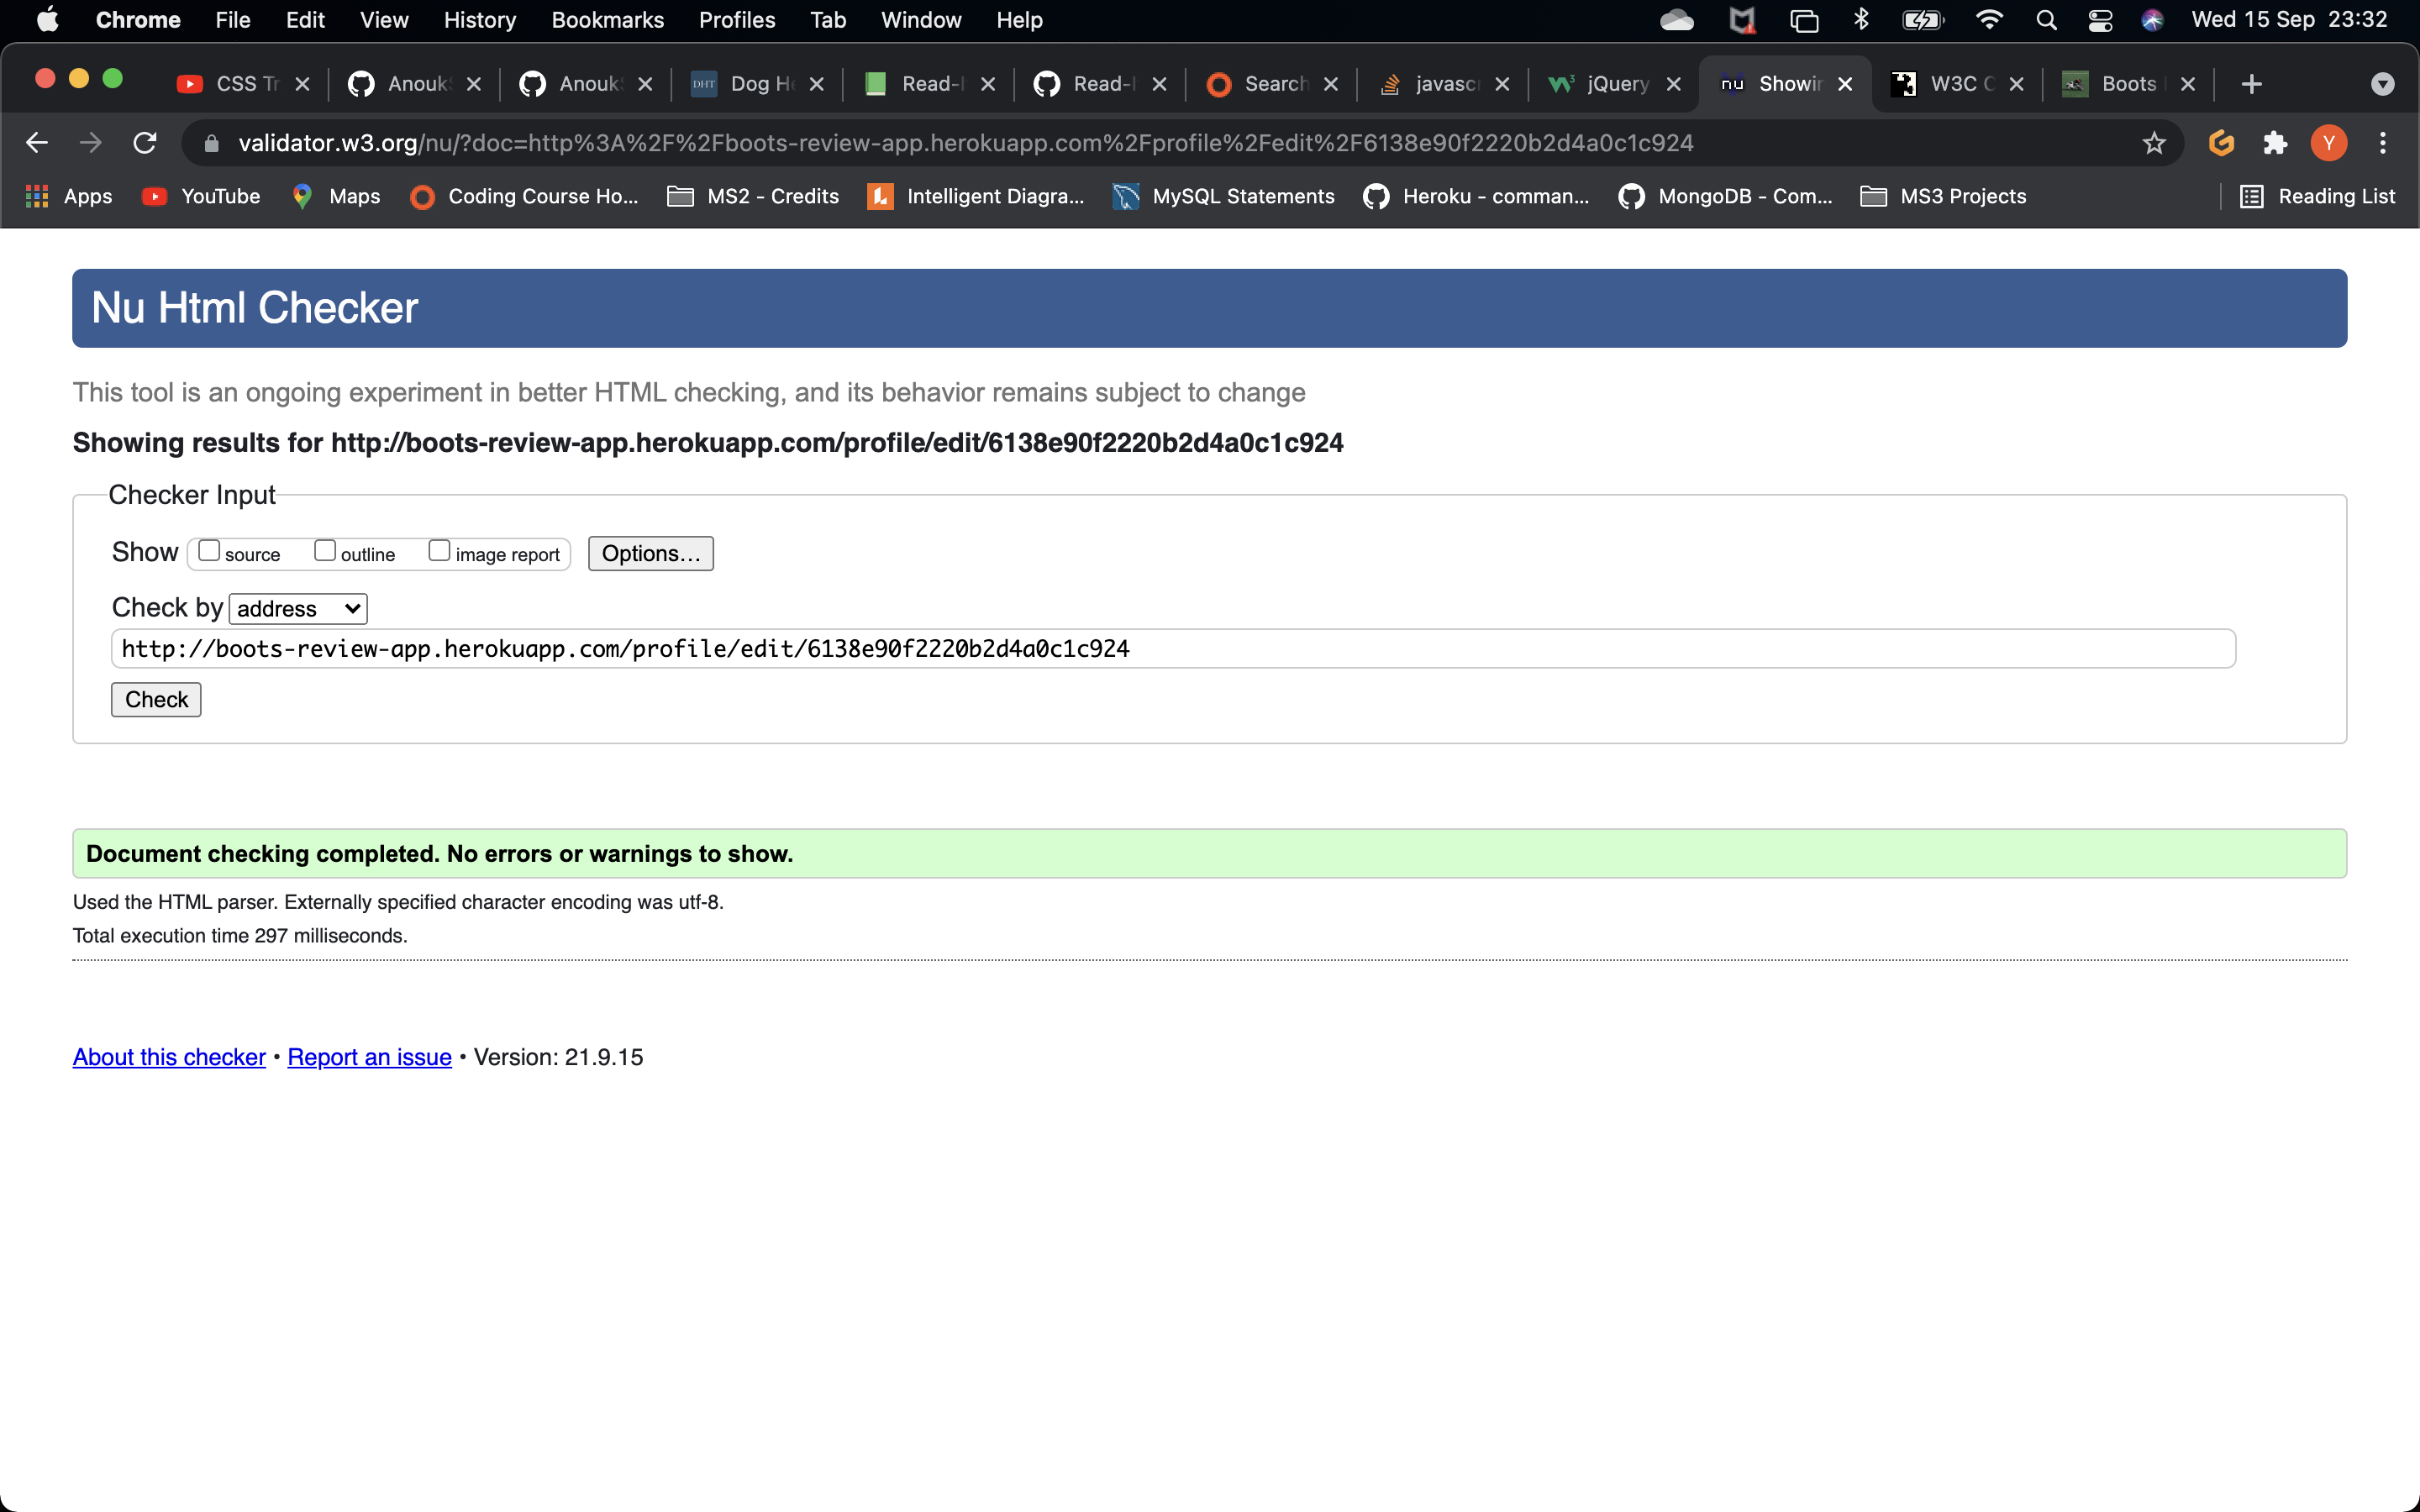 Chrome File Edit View History Bookmarks Profiles Tab Window Help Wed 15 Sep 23:32
CSS Tr Anouk Anouk DHT Dog H Read- Read- Search javasc jQuery nu Showin W3C C Boots
validator.w3.org/nu/?doc=http%3A%2F%2Fboots-review-app.herokuapp.com%2Fprofile%2Fedit%2F6138e90f2220b2d4a0c1c924 Y
Apps YouTube Maps Coding Course Ho... MS2 - Credits Intelligent Diagra... MySQL Statements Heroku - comman... MongoDB - Com... MS3 Projects Reading List
Nu Html Checker
This tool is an ongoing experiment in better HTML checking, and its behavior remains subject to change
Showing results for http://boots-review-app.herokuapp.com/profile/edit/6138e90f2220b2d4a0c1c924
Checker Input
Show source outline image report Options...
Check by address
http://boots-review-app.herokuapp.com/profile/edit/6138e90f2220b2d4a0c1c924
Check
Document checking completed. No errors or warnings to show.
Used the HTML parser. Externally specified character encoding was utf-8.
Total execution time 297 milliseconds.
About this checker • Report an issue • Version: 21.9.15